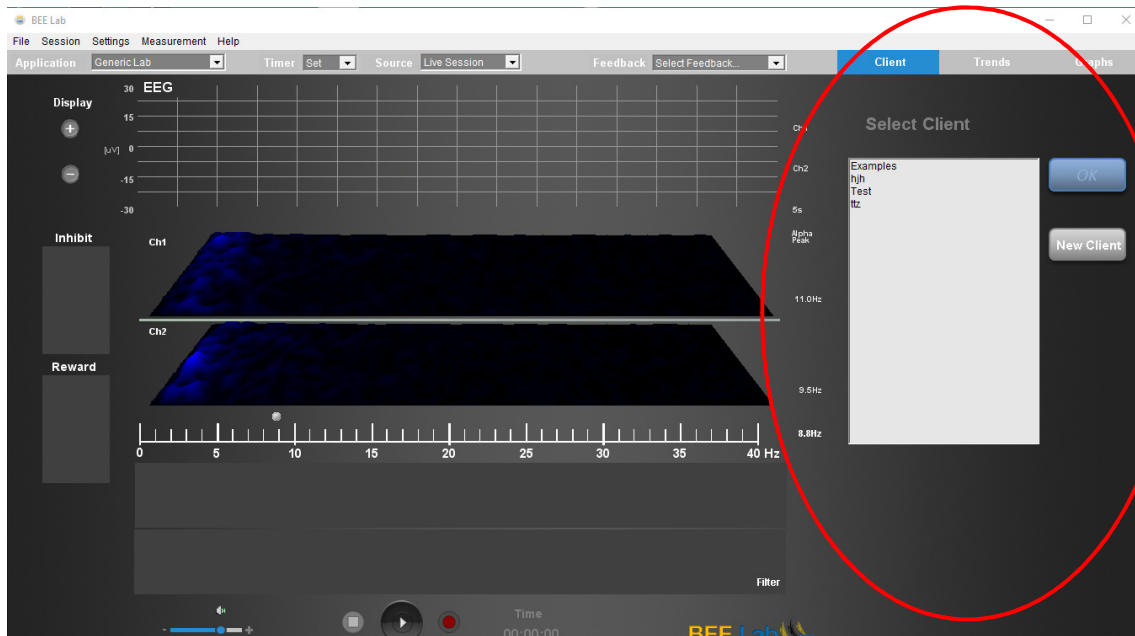 BEE Lab
File Session Settings Measurement Help
Application Generic Lab Timer Set Source Live Session Feedback Select Feedback... Client Trends Graphs
30 EEG
Display
15
[uV] 0
-15
-30
Ch1
Ch2
5s
Select Client
Examples
hjh
Test
ttz
OK
New Client
Inhibit
Ch1
Alpha
Peak
11.0Hz
Ch2
Reward
9.5Hz
8.8Hz
0 5 10 15 20 25 30 35 40 Hz
Filter
- +
Time
00:00:00
BEE Lab